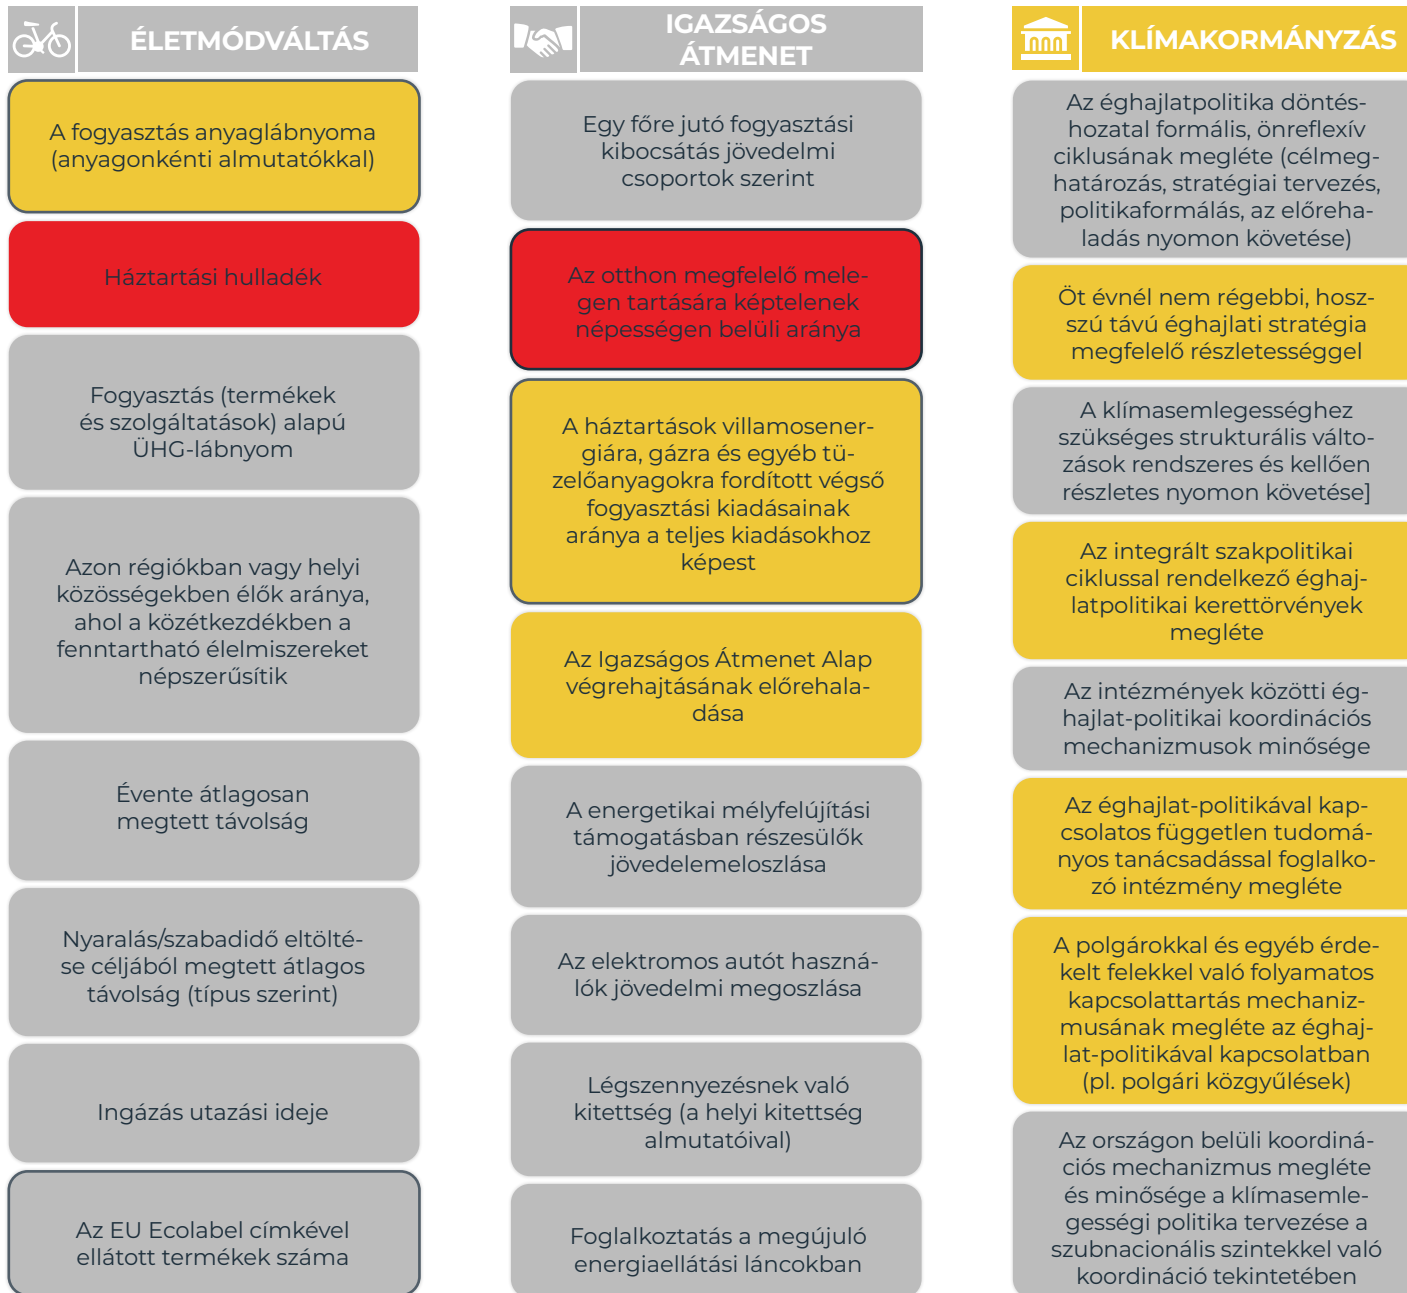 ÉLETMÓDVÁLTÁS
A fogyasztás anyaglábnyoma
(anyagonkénti almutatókkal)
Háztartási hulladék
Fogyasztás (termékek
és szolgáltatások) alapú
ÜHG-lábnyom
Azon régiókban vagy helyi
közösségekben élők aránya,
ahol a közétkezdékben a
fenntartható élelmiszereket
népszerűsítik
Évente átlagosan
megtett távolság
Nyaralás/szabadidő eltölté-
se céljából megtett átlagos
távolság (típus szerint)
Ingázás utazási ideje
Az EU Ecolabel címkével
ellátott termékek száma
IGAZSÁGOS
ÁTMENET
Egy főre jutó fogyasztási
kibocsátás jövedelmi
csoportok szerint
Az otthon megfelelő mele-
gen tartására képtelenek
népességen belüli aránya
A háztartások villamosener-
giára, gázra és egyéb tü-
zelőanyagokra fordított végső
fogyasztási kiadásainak
aránya a teljes kiadásokhoz
képest
Az Igazságos Átmenet Alap
végrehajtásának előrehala-
dása
A energetikai mélyfelújítási
támogatásban részesülők
jövedelemeloszlása
Az elektromos autót haszná-
lók jövedelmi megoszlása
Légszennyezésnek való
kitettség (a helyi kitettség
almutatóival)
Foglalkoztatás a megújuló
energiaellátási láncokban
KLÍMAKORMÁNYZÁS
Az éghajlatpolitika döntés-
hozatal formális, önreflexív
ciklusának megléte (célmeg-
határozás, stratégiai tervezés,
politikaformálás, az előreha-
ladás nyomon követése)
Öt évnél nem régebbi, hosz-
szú távú éghajlati stratégia
megfelelő részletességgel
A klímasemlegességhez
szükséges strukturális válto-
zások rendszeres és kellően
részletes nyomon követése]
Az integrált szakpolitikai
ciklussal rendelkező éghaj-
latpolitikai kerettörvények
megléte
Az intézmények közötti ég-
hajlat-politikai koordinációs
mechanizmusok minősége
Az éghajlat-politikával kap-
csolatos független tudomá-
nyos tanácsadással foglalko-
zó intézmény megléte
A polgárokkal és egyéb érde-
kelt felekkel való folyamatos
kapcsolattartás mechaniz-
musának megléte az éghaj-
lat-politikával kapcsolatban
(pl. polgári közgyűlések)
Az országon belüli koordiná-
ciós mechanizmus megléte
és minősége a klímasemle-
gességi politika tervezése a
szubnacionális szintekkel való
koordináció tekintetében